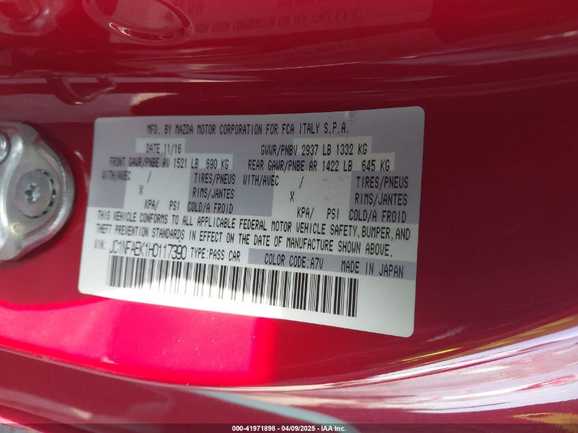 MFD. BY MAZDA MOTOR CORPORATION FOR FCA ITALY S.P.A.
DATE 11/16 GVWR/PNBV 2937 LB 1332 KG
FRONT GAWR/PNBE AV 1521 LB 690 KG REAR GAWR/PNBE AR 1422 LB 645 KG
WITH/AVEC / TIRES/PNEUS WITH/AVEC / TIRES/PNEUS
X RIMS/JANTES X RIMS/JANTES
KPA/ PSI COLD/A FROID KPA/ PSI COLD/A FROID
THIS VEHICLE CONFORMS TO ALL APPLICABLE FEDERAL MOTOR VEHICLE SAFETY, BUMPER, AND
THEFT PREVENTION STANDARDS IN EFFECT ON THE DATE OF MANUFACTURE SHOWN ABOVE.
VIN: JC1NFAEK1H0117390 TYPE:PASS CAR COLOR CODE:A7V MADE IN JAPAN
000-41971898 - 04/09/2025 - IAA Inc.